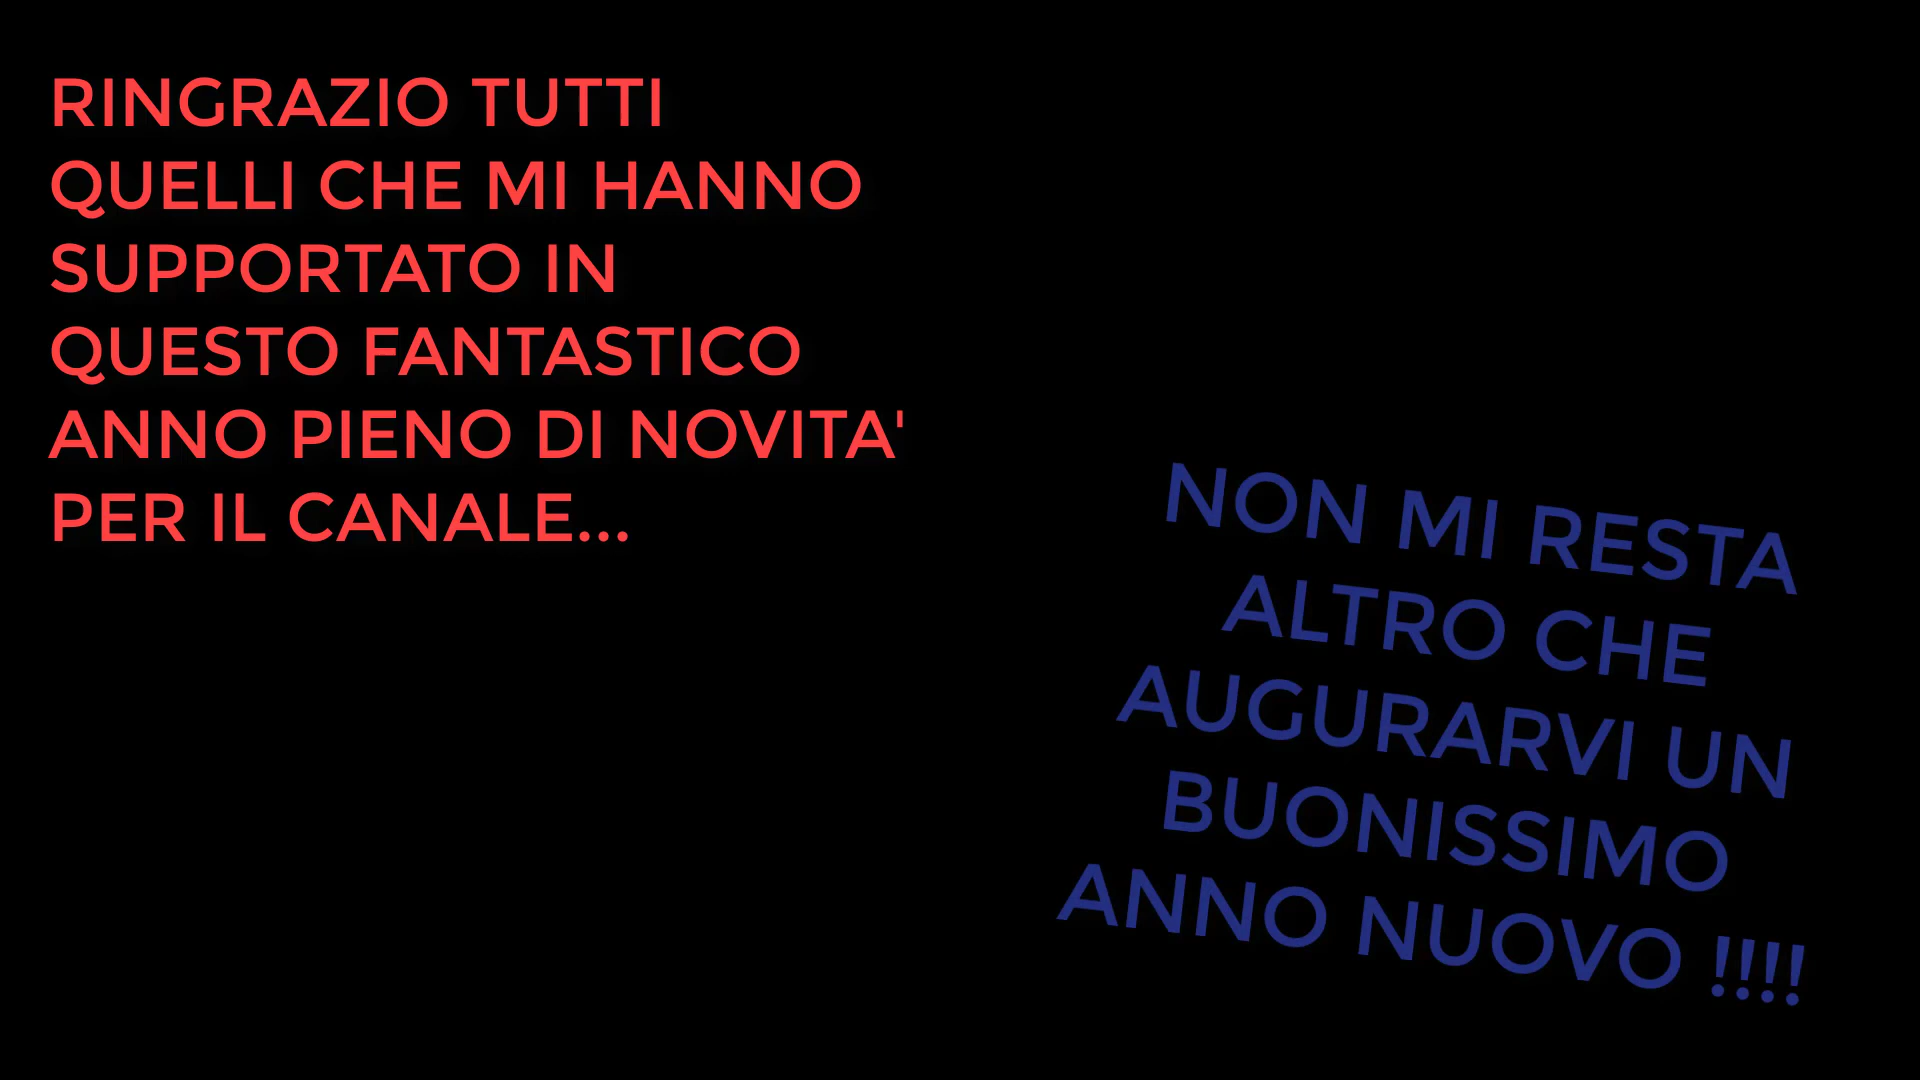 RINGRAZIO TUTTI
QUELLI CHE MI HANNO
SUPPORTATO IN
QUESTO FANTASTICO
ANNO PIENO DI NOVITA'
PER IL CANALE...
NON MI RESTA
ALTRO CHE
AUGURARVI UN
BUONISSIMO
ANNO NUOVO !!!!